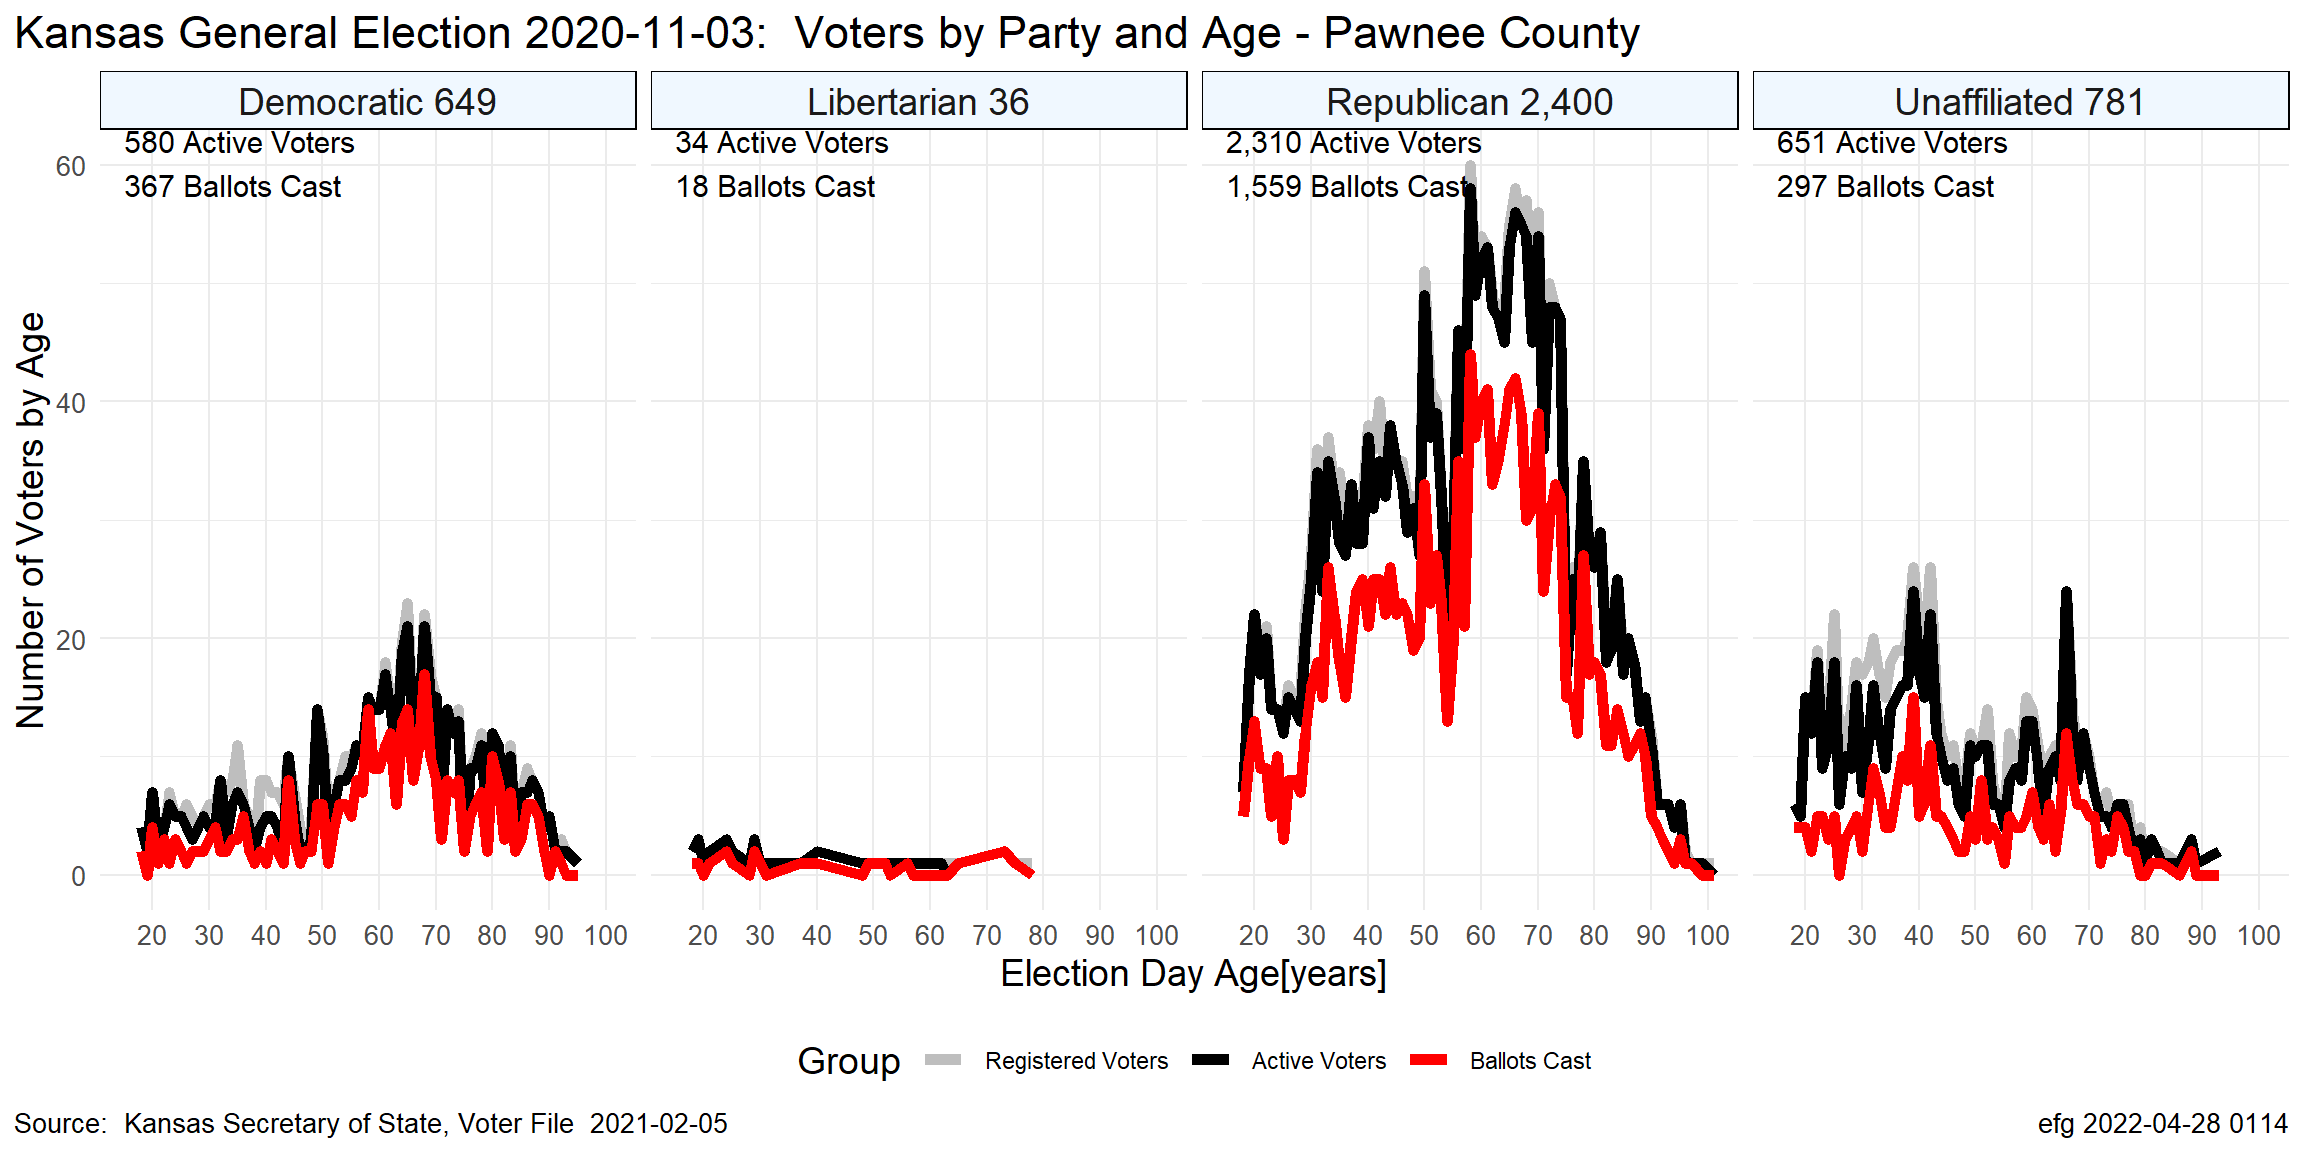 Kansas General Election 2020-11-03:  Voters by Party and Age - Pawnee County
Democratic 649
Libertarian 36
Republican 2,400
Unaffiliated 781
580 Active Voters
367 Ballots Cast
34 Active Voters
18 Ballots Cast
2,310 Active Voters
1,559 Ballots Cast
651 Active Voters
297 Ballots Cast
Number of Voters by Age
60
40
20
0
20 30 40 50 60 70 80 90 100
20 30 40 50 60 70 80 90 100
20 30 40 50 60 70 80 90 100
20 30 40 50 60 70 80 90 100
Election Day Age[years]
Group Registered Voters Active Voters Ballots Cast
Source:  Kansas Secretary of State, Voter File  2021-02-05
efg 2022-04-28 0114